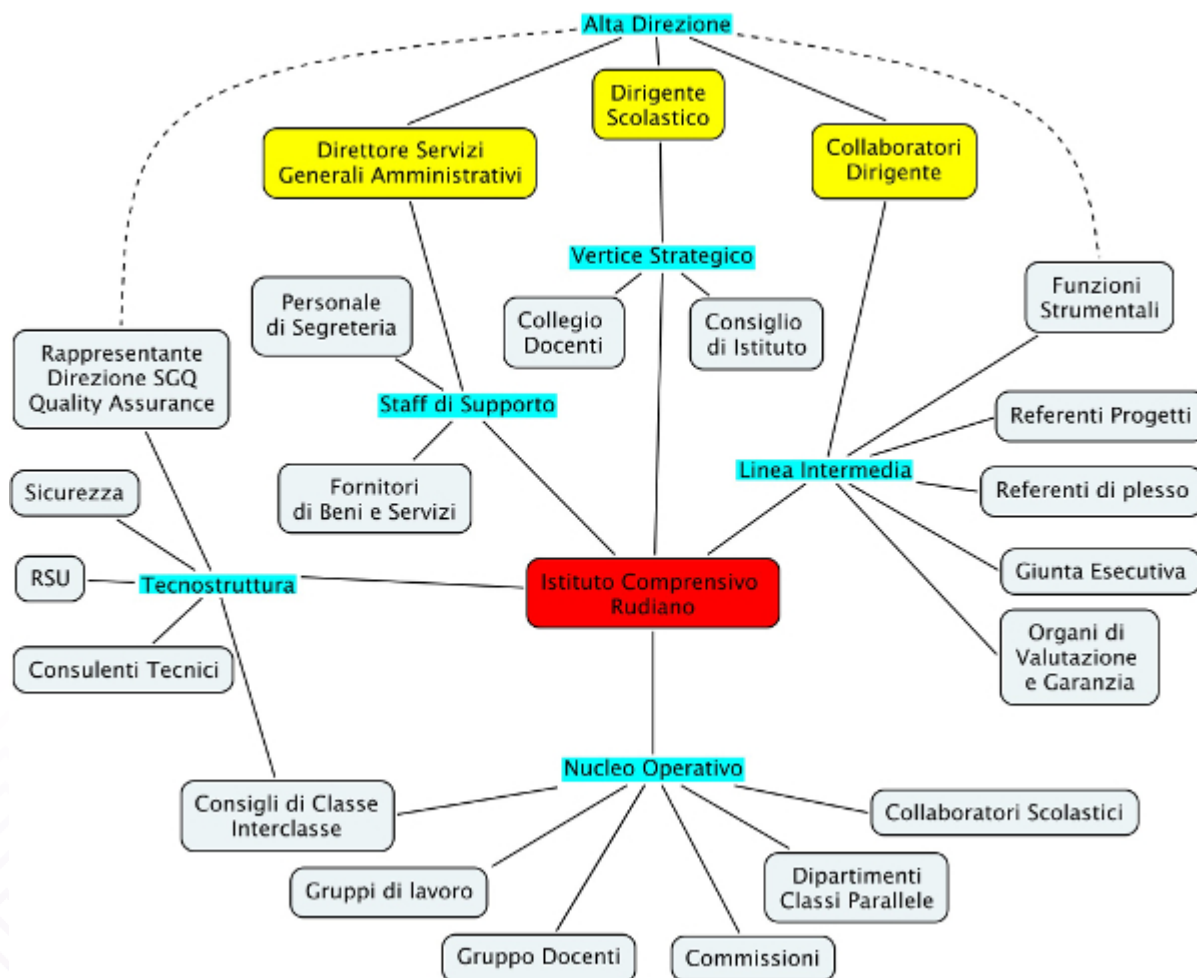 Alta Direzione
Dirigente
Scolastico
Direttore Servizi
Generali Amministrativi
Collaboratori
Dirigente
Vertice Strategico
Personale
di Segreteria
Collegio
Docenti
Consiglio
di Istituto
Funzioni
Strumentali
Rappresentante
Direzione SGQ
Quality Assurance
Staff di Supporto
Referenti Progetti
Linea Intermedia
Sicurezza
Fornitori
di Beni e Servizi
Referenti di plesso
RSU
Tecnostruttura
Istituto Comprensivo
Rudiano
Giunta Esecutiva
Consulenti Tecnici
Organi di
Valutazione
e Garanzia
Nucleo Operativo
Consigli di Classe
Interclasse
Collaboratori Scolastici
Gruppi di lavoro
Dipartimenti
Classi Parallele
Gruppo Docenti
Commissioni